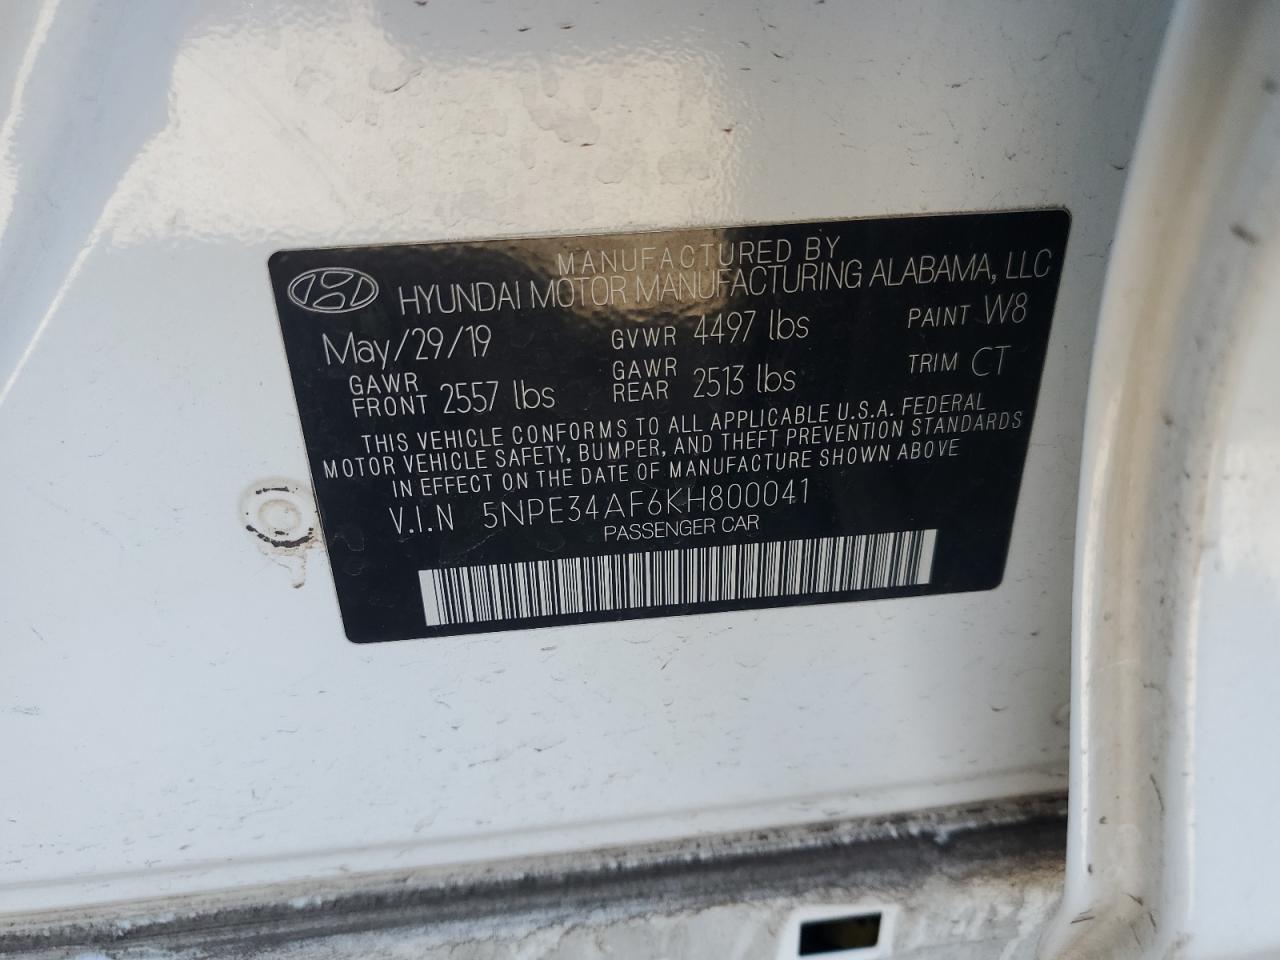 MANUFACTURED BY
HYUNDAI MOTOR MANUFACTURING ALABAMA, LLC
May/29/19 GVWR 4497 lbs PAINT W8
GAWR FRONT 2557 lbs GAWR REAR 2513 lbs TRIM CT
THIS VEHICLE CONFORMS TO ALL APPLICABLE U.S.A. FEDERAL
MOTOR VEHICLE SAFETY, BUMPER, AND THEFT PREVENTION STANDARDS
IN EFFECT ON THE DATE OF MANUFACTURE SHOWN ABOVE
V.I.N 5NPE34AF6KH800041
PASSENGER CAR